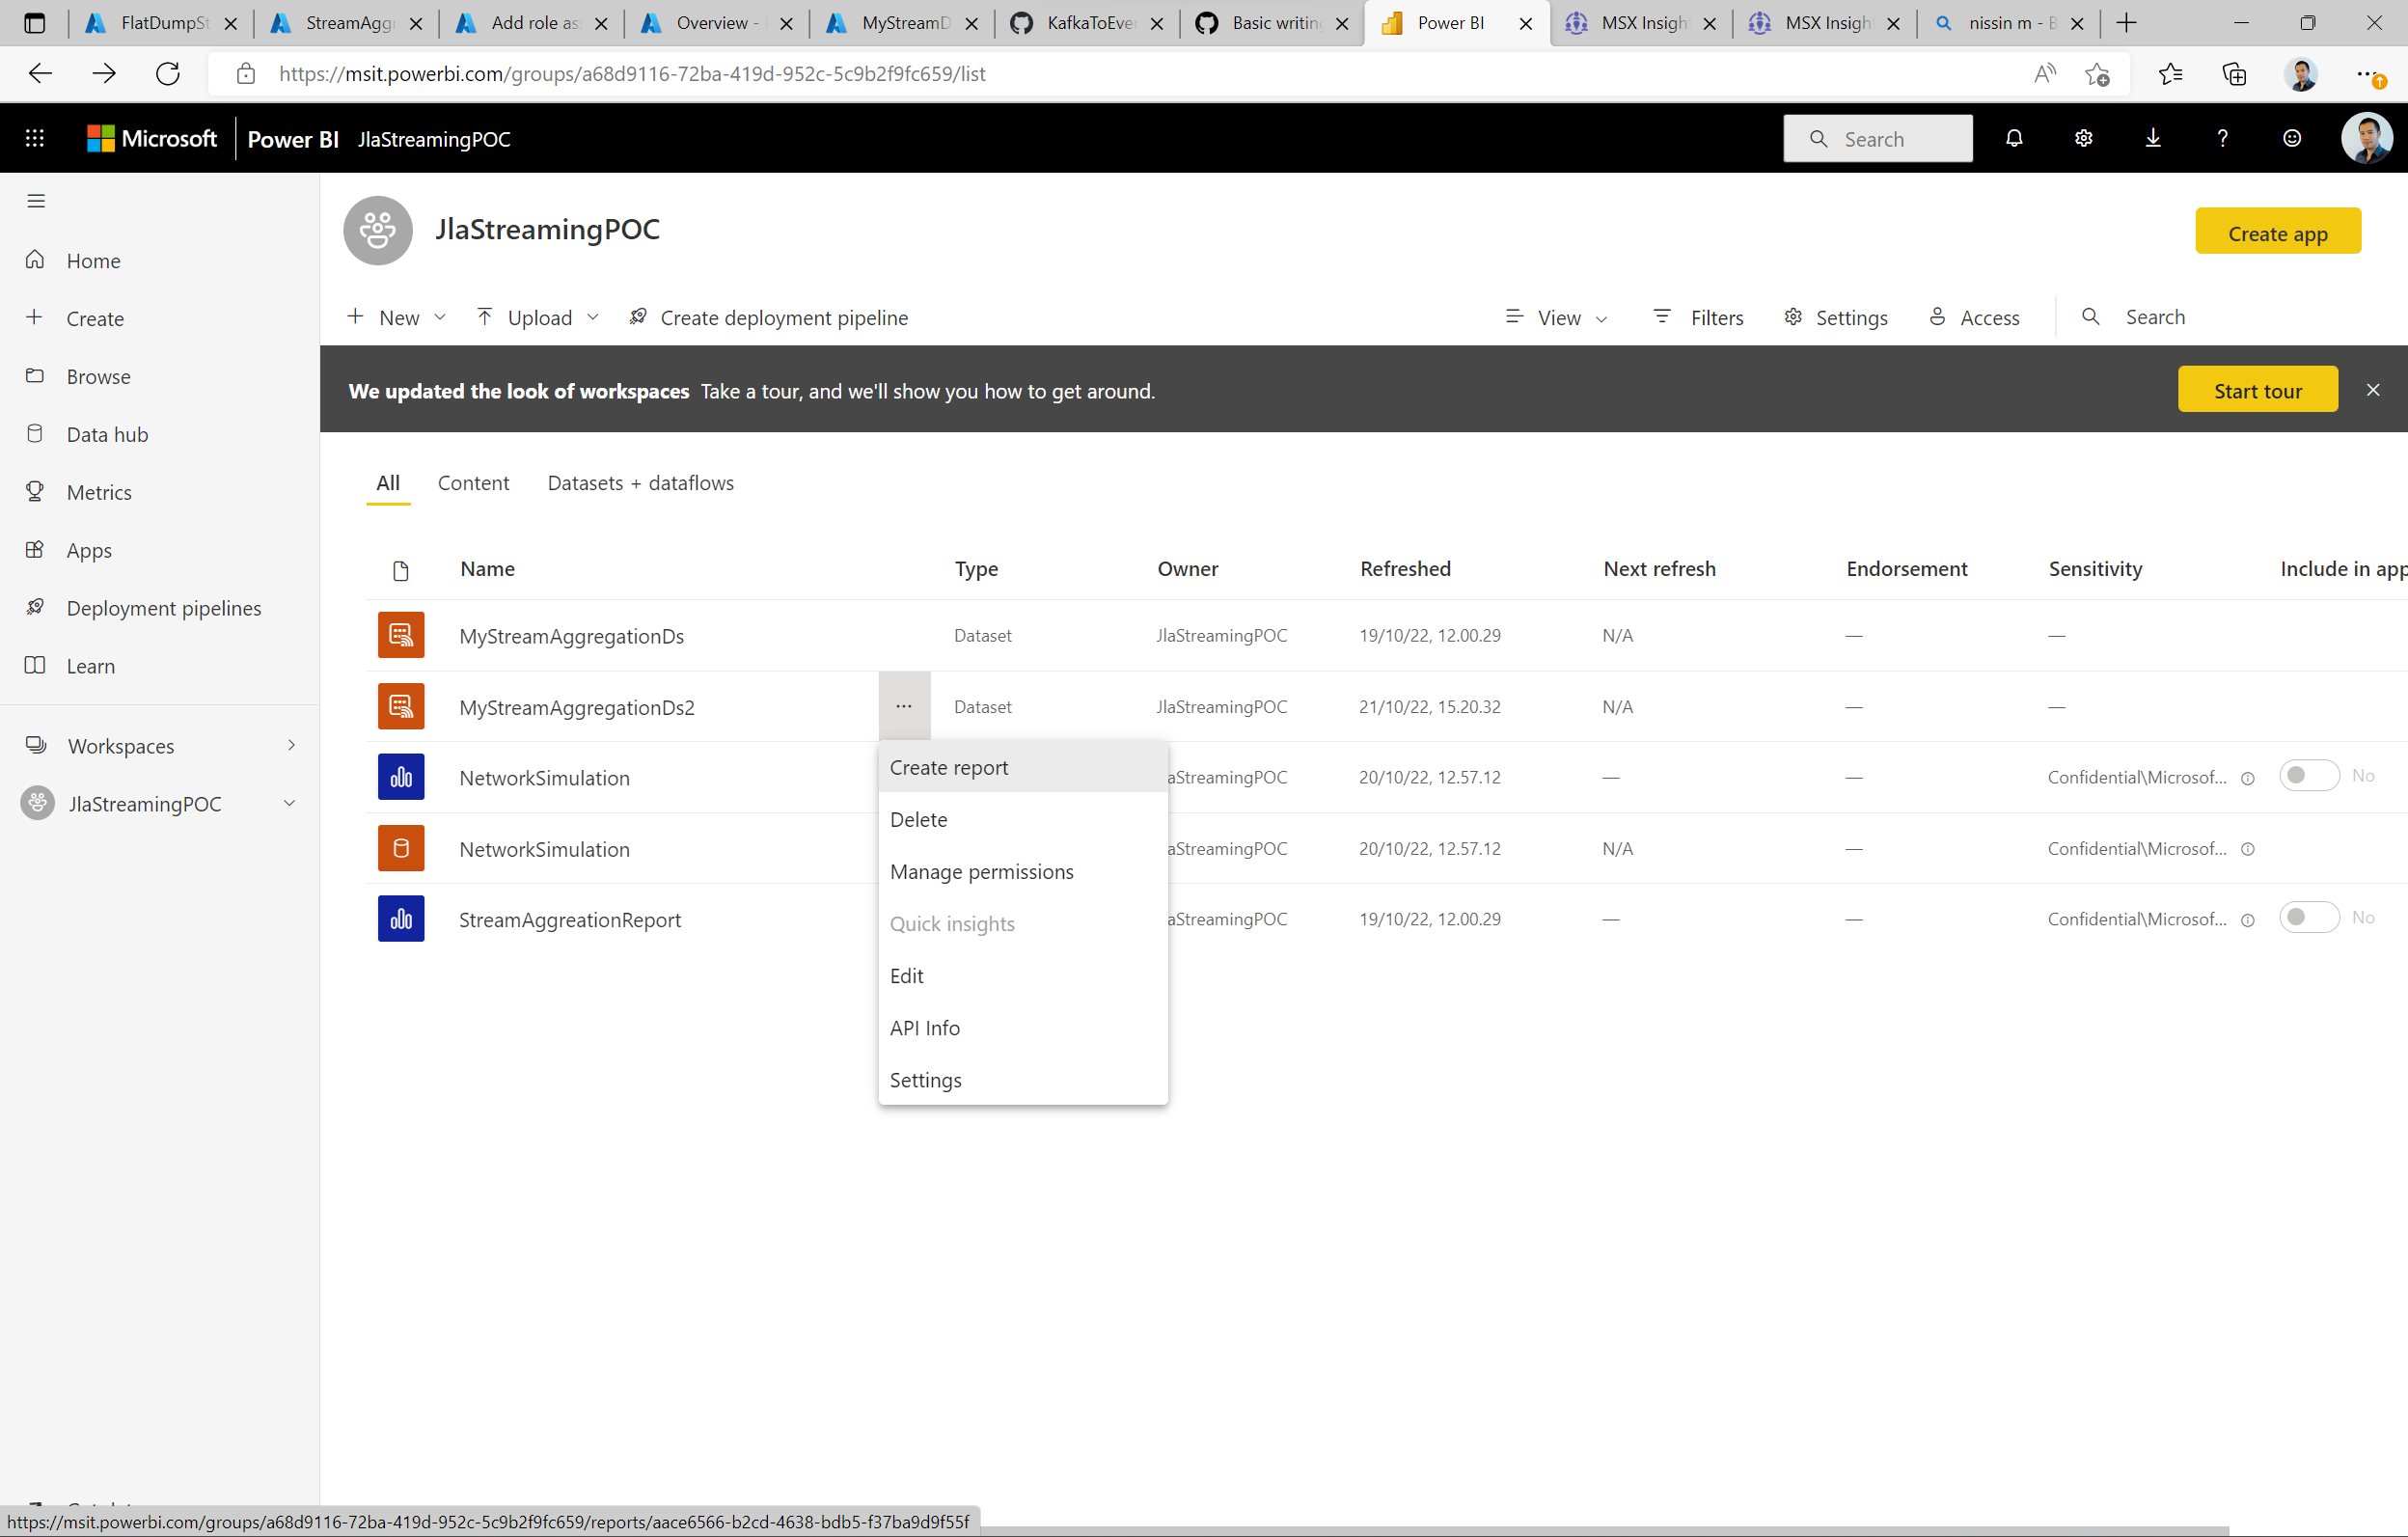 FlatDumpSt
StreamAggr
Add role as
Overview -
MyStreamD
KafkaToEve
Basic writing
Power BI
MSX Insigh
MSX Insigh
nissin m - B
https://msit.powerbi.com/groups/a68d9116-72ba-419d-952c-5c9b2f9fc659/list
Microsoft Power BI JlaStreamingPOC
Search
JlaStreamingPOC
Create app
Home
Create
Browse
Data hub
Metrics
Apps
Deployment pipelines
Learn
Workspaces
JlaStreamingPOC
New Upload Create deployment pipeline View Filters Settings Access Search
We updated the look of workspaces Take a tour, and we'll show you how to get around. Start tour
All Content Datasets + dataflows
Name Type Owner Refreshed Next refresh Endorsement Sensitivity Include in app
MyStreamAggregationDs Dataset JlaStreamingPOC 19/10/22, 12.00.29 N/A — —
MyStreamAggregationDs2 ... Dataset JlaStreamingPOC 21/10/22, 15.20.32 N/A — —
NetworkSimulation aStreamingPOC 20/10/22, 12.57.12 — — Confidential\Microsof... No
NetworkSimulation aStreamingPOC 20/10/22, 12.57.12 N/A — Confidential\Microsof...
StreamAggreationReport aStreamingPOC 19/10/22, 12.00.29 — — Confidential\Microsof... No
Create report
Delete
Manage permissions
Quick insights
Edit
API Info
Settings
https://msit.powerbi.com/groups/a68d9116-72ba-419d-952c-5c9b2f9fc659/reports/aace6566-b2cd-4638-bdb5-f37ba9d9f55f